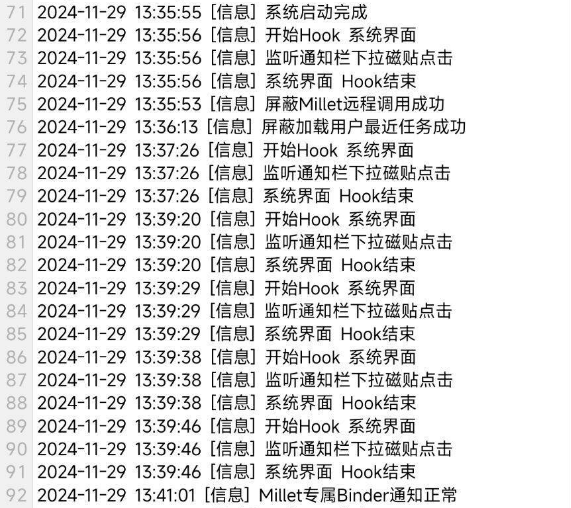 71 2024-11-29 13:35:55 [信息] 系统启动完成
72 2024-11-29 13:35:56 [信息] 开始Hook 系统界面
73 2024-11-29 13:35:56 [信息] 监听通知栏下拉磁贴点击
74 2024-11-29 13:35:56 [信息] 系统界面 Hook结束
75 2024-11-29 13:35:53 [信息] 屏蔽Millet远程调用成功
76 2024-11-29 13:36:13 [信息] 屏蔽加载用户最近任务成功
77 2024-11-29 13:37:26 [信息] 开始Hook 系统界面
78 2024-11-29 13:37:26 [信息] 监听通知栏下拉磁贴点击
79 2024-11-29 13:37:26 [信息] 系统界面 Hook结束
80 2024-11-29 13:39:20 [信息] 开始Hook 系统界面
81 2024-11-29 13:39:20 [信息] 监听通知栏下拉磁贴点击
82 2024-11-29 13:39:20 [信息] 系统界面 Hook结束
83 2024-11-29 13:39:29 [信息] 开始Hook 系统界面
84 2024-11-29 13:39:29 [信息] 监听通知栏下拉磁贴点击
85 2024-11-29 13:39:29 [信息] 系统界面 Hook结束
86 2024-11-29 13:39:38 [信息] 开始Hook 系统界面
87 2024-11-29 13:39:38 [信息] 监听通知栏下拉磁贴点击
88 2024-11-29 13:39:38 [信息] 系统界面 Hook结束
89 2024-11-29 13:39:46 [信息] 开始Hook 系统界面
90 2024-11-29 13:39:46 [信息] 监听通知栏下拉磁贴点击
91 2024-11-29 13:39:46 [信息] 系统界面 Hook结束
92 2024-11-29 13:41:01 [信息] Millet专属Binder通知正常